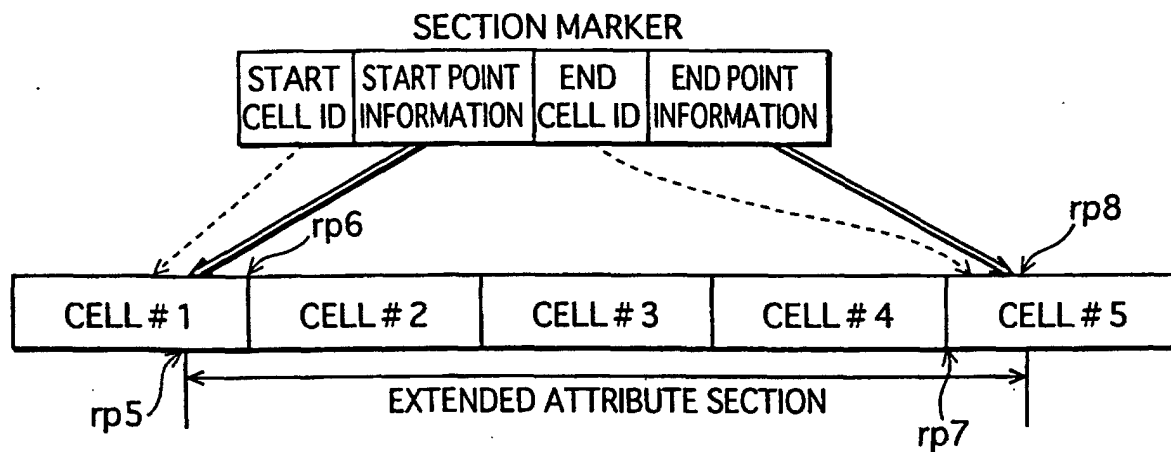 SECTION MARKER
START CELL ID
START POINT INFORMATION
END CELL ID
END POINT INFORMATION
rp6
rp8
CELL # 1
CELL # 2
CELL # 3
CELL # 4
CELL # 5
rp5
EXTENDED ATTRIBUTE SECTION
rp7